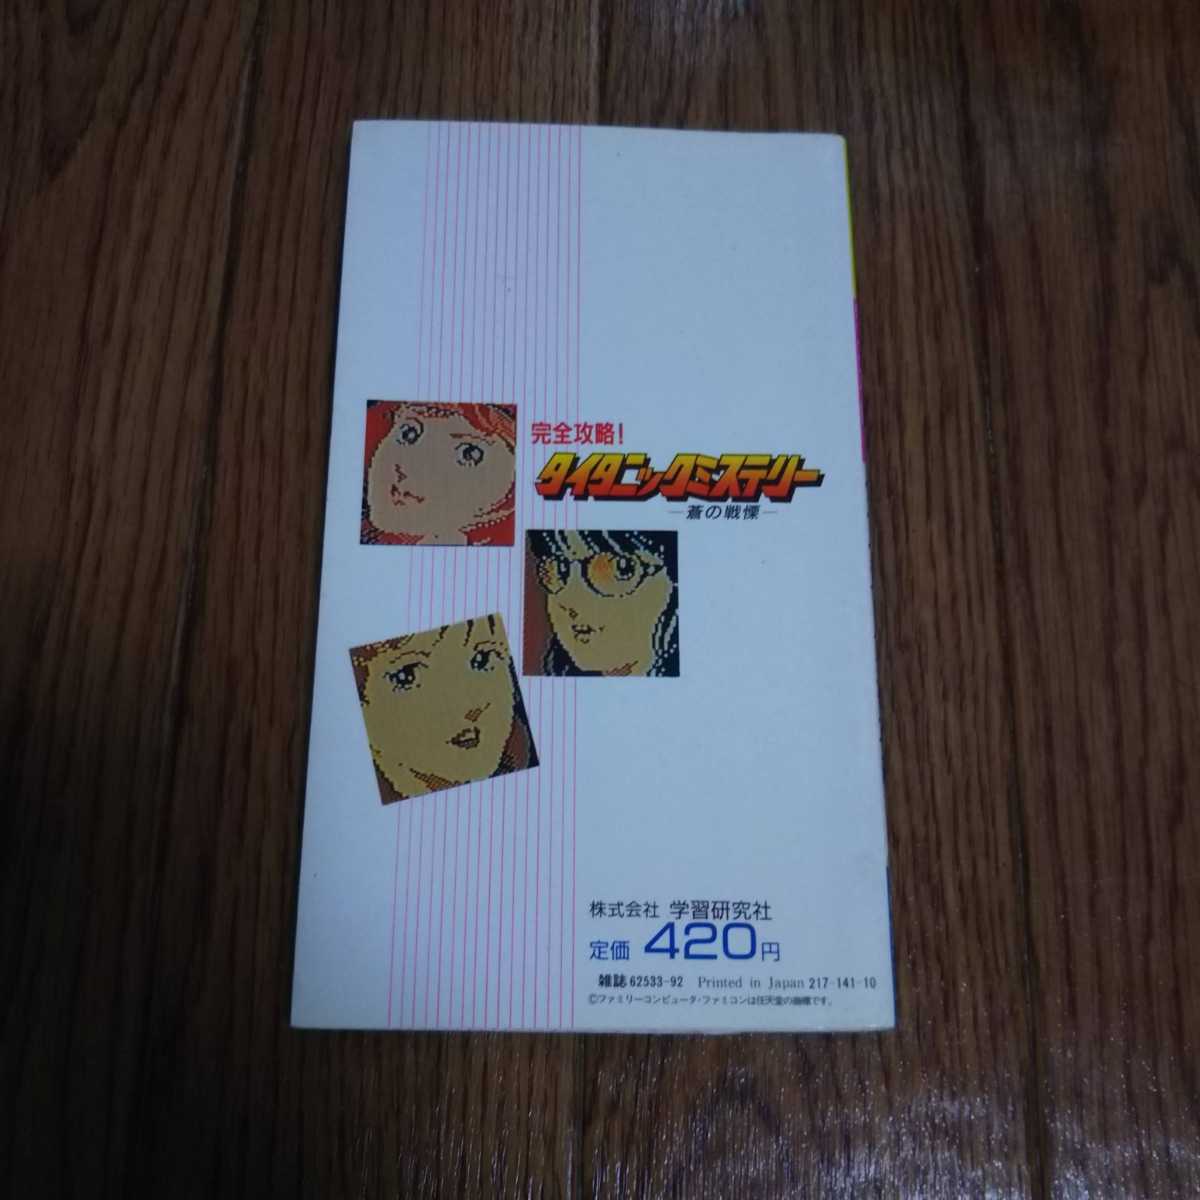 完全攻略!
タイタニックミステリー
—蒼の戦慄—
株式会社 学習研究社
定価 420円
雑誌 62533-92 Printed in Japan 217-141-10
©ファミリーコンピュータ・ファミコンは任天堂の商標です。